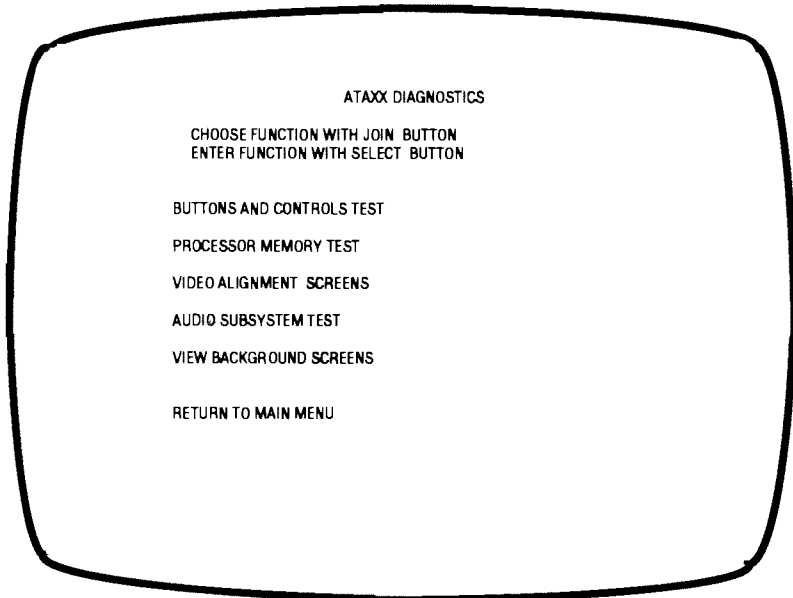 ATAXX DIAGNOSTICS
CHOOSE FUNCTION WITH JOIN BUTTON
ENTER FUNCTION WITH SELECT BUTTON
BUTTONS AND CONTROLS TEST
PROCESSOR MEMORY TEST
VIDEO ALIGNMENT SCREENS
AUDIO SUBSYSTEM TEST
VIEW BACKGROUND SCREENS
RETURN TO MAIN MENU